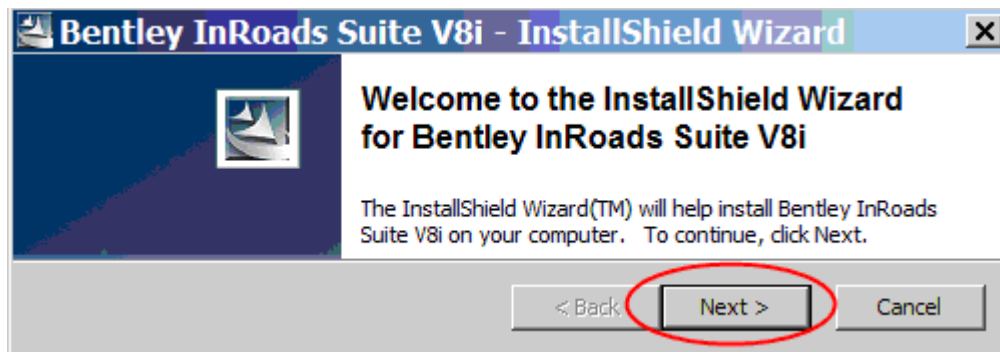 Bentley InRoads Suite V8i - InstallShield Wizard
Welcome to the InstallShield Wizard
for Bentley InRoads Suite V8i
The InstallShield Wizard(TM) will help install Bentley InRoads
Suite V8i on your computer.   To continue, click Next.
< Back Next > Cancel